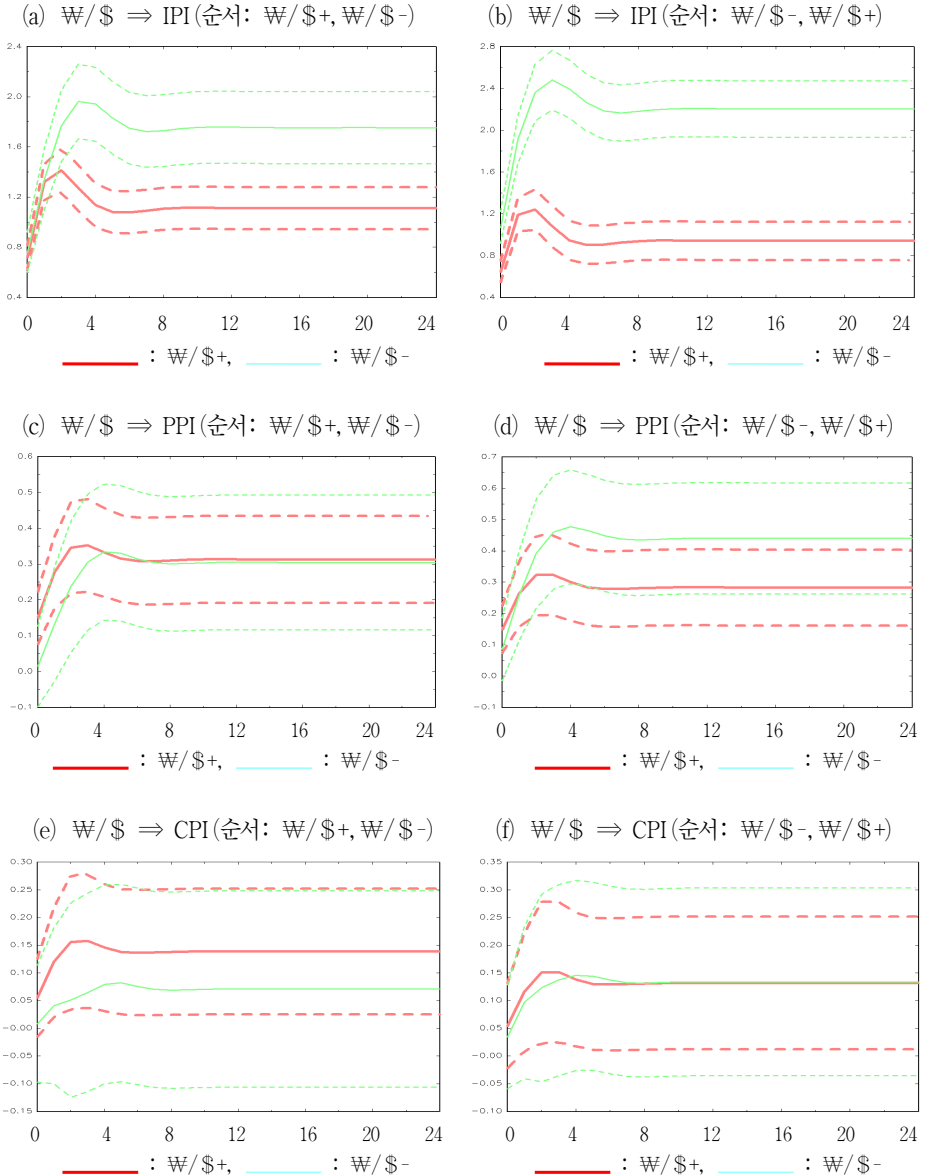 (a) ₩/$ ⇒ IPI(순서: ₩/$+, ₩/$-)
2.4
2.0
1.6
1.2
0.8
0.4
0 4 8 12 16 20 24
: ₩/$+, : ₩/$-
(b) ₩/$ ⇒ IPI(순서: ₩/$-, ₩/$+)
2.8
2.4
2.0
1.6
1.2
0.8
0.4
0 4 8 12 16 20 24
: ₩/$+, : ₩/$-
(c) ₩/$ ⇒ PPI(순서: ₩/$+, ₩/$-)
0.6
0.5
0.4
0.3
0.2
0.1
0.0
-0.1
0 4 8 12 16 20 24
: ₩/$+, : ₩/$-
(d) ₩/$ ⇒ PPI(순서: ₩/$-, ₩/$+)
0.7
0.6
0.5
0.4
0.3
0.2
0.1
0.0
-0.1
0 4 8 12 16 20 24
: ₩/$+, : ₩/$-
(e) ₩/$ ⇒ CPI(순서: ₩/$+, ₩/$-)
0.30
0.25
0.20
0.15
0.10
0.05
-0.00
-0.05
-0.10
-0.15
0 4 8 12 16 20 24
: ₩/$+, : ₩/$-
(f) ₩/$ ⇒ CPI(순서: ₩/$-, ₩/$+)
0.35
0.30
0.25
0.20
0.15
0.10
0.05
-0.00
-0.05
-0.10
0 4 8 12 16 20 24
: ₩/$+, : ₩/$-